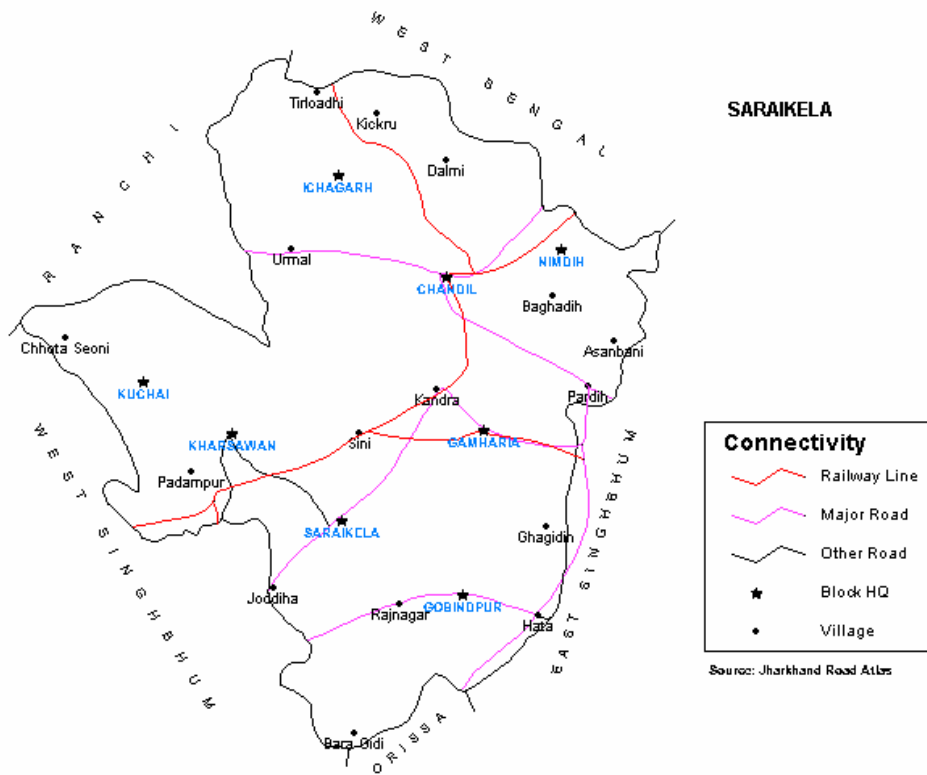 WEST BENGAL
Tirloadhi
Kickru
SARAIKELA
Dalmi
ICHAGARH
RANCHI
Urmal
NIMDIH
CHANDIL
Baghadih
Chhota Seoni
Asanbani
KUCHAI
Kandra
Pardih
KHARSAWAN
Sini
GAMHARIA
Padampur
WEST SINGHBHUM
SARAIKELA
Ghagidih
EAST SINGHBHUM
Joddiha
Rajnagar
GOBINDPUR
Hata
Bara Gidi
ORISSA
Connectivity
Railway Line
Major Road
Other Road
Block HQ
Village
Source: Jharkhand Road Atlas